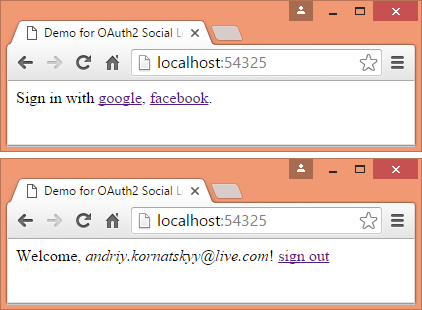 Demo for OAuth2 Social L
localhost:54325
Sign in with google, facebook.
Demo for OAuth2 Social L
localhost:54325
Welcome, andriy.kornatskyy@live.com! sign out